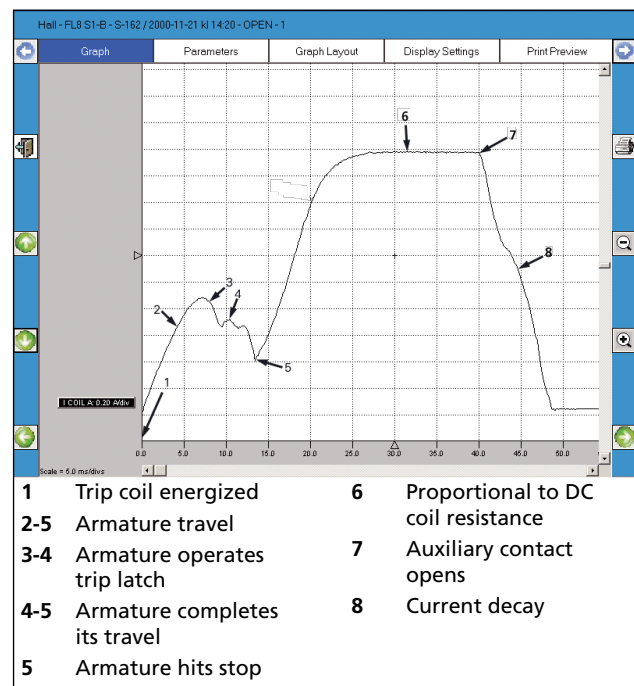 Hall - FL8 S1-B - S-162 / 2000-11-21 kl 14:20 - OPEN - 1
Graph Parameters Graph Layout Display Settings Print Preview
6
7
8
3
4
2
5
1
I COIL A: 0.20 A/div
0.0 5.0 10.0 15.0 20.0 25.0 30.0 35.0 40.0 45.0 50.0
Scale = 5.0 ms/divs
1 Trip coil energized
2-5 Armature travel
3-4 Armature operates
trip latch
4-5 Armature completes
its travel
5 Armature hits stop
6 Proportional to DC
coil resistance
7 Auxiliary contact
opens
8 Current decay